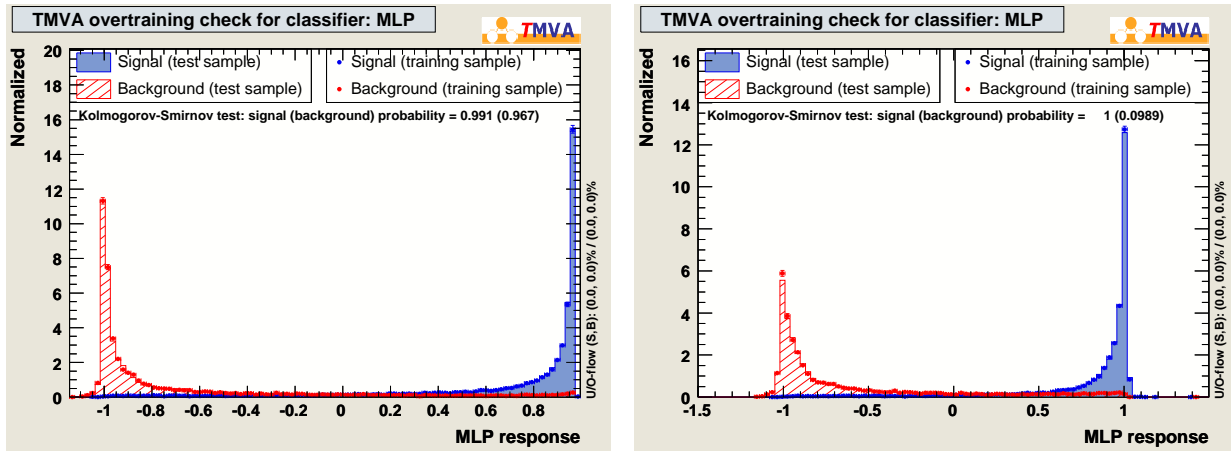 TMVA overtraining check for classifier: MLP
TMVA
Normalized
20
18
16
14
12
10
8
6
4
2
0
Signal (test sample)
Background (test sample)
Signal (training sample)
Background (training sample)
Kolmogorov-Smirnov test: signal (background) probability = 0.991 (0.967)
-1 -0.8 -0.6 -0.4 -0.2 0 0.2 0.4 0.6 0.8
MLP response
U/O-flow (S,B): (0.0, 0.0)% / (0.0, 0.0)%
TMVA overtraining check for classifier: MLP
TMVA
Normalized
16
14
12
10
8
6
4
2
0
Signal (test sample)
Background (test sample)
Signal (training sample)
Background (training sample)
Kolmogorov-Smirnov test: signal (background) probability = 1 (0.0989)
-1.5 -1 -0.5 0 0.5 1
MLP response
U/O-flow (S,B): (0.0, 0.0)% / (0.0, 0.0)%